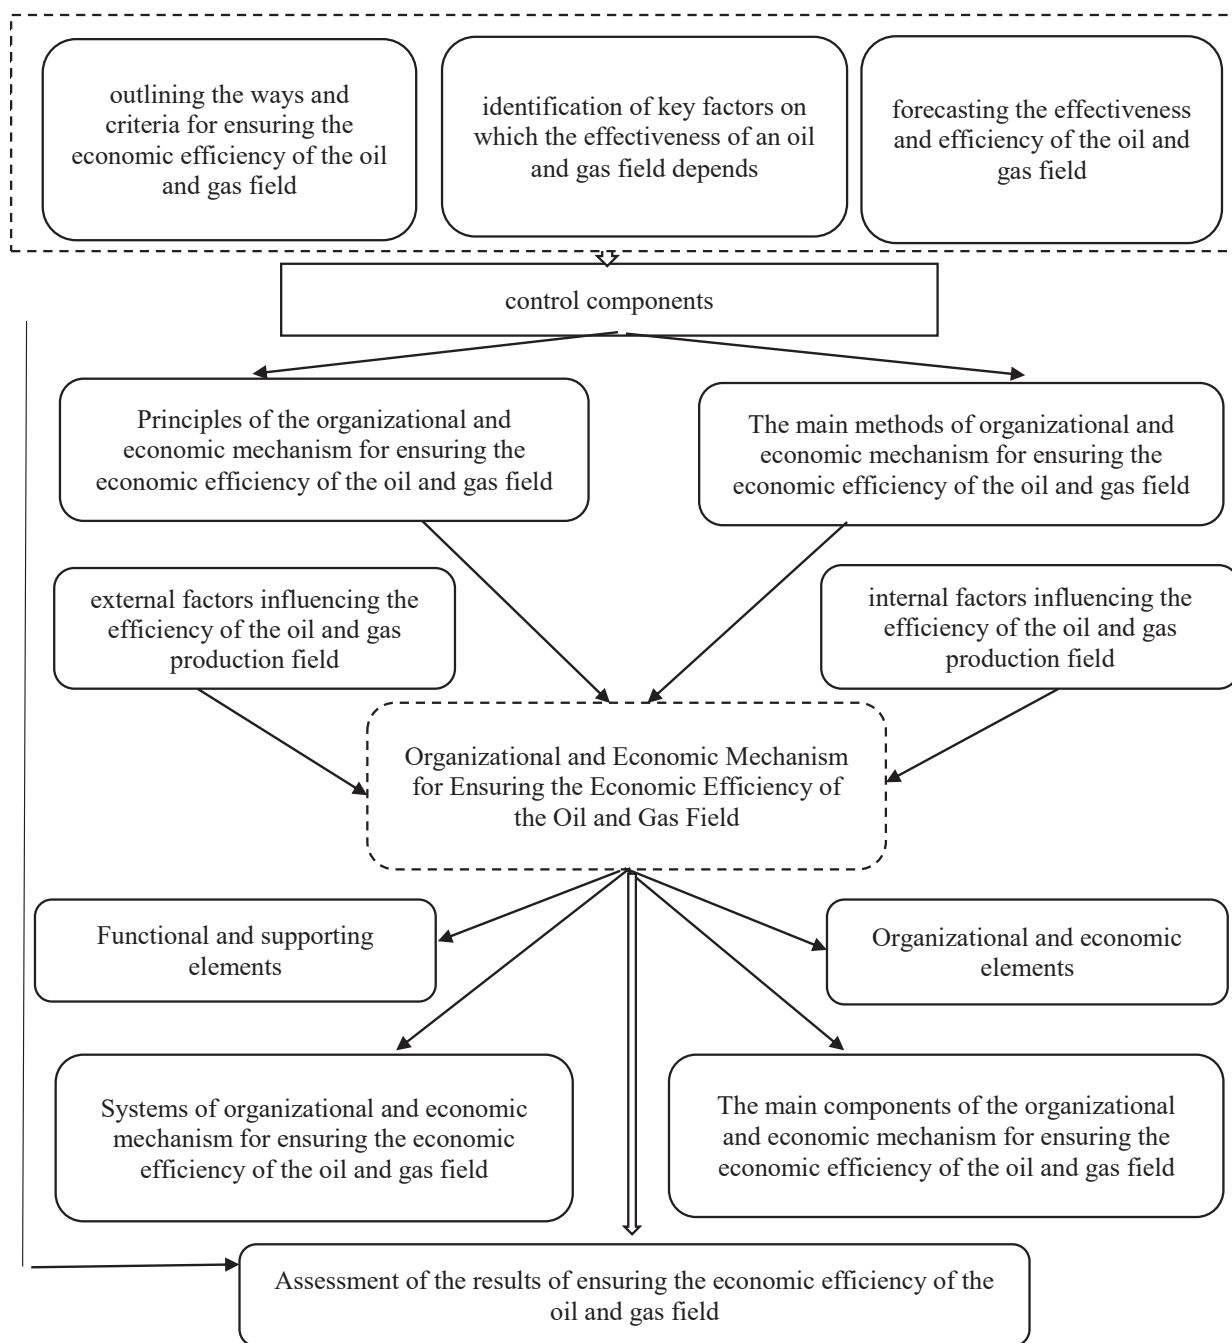 outlining the ways and
criteria for ensuring the
economic efficiency of the oil
and gas field
identification of key factors on
which the effectiveness of an oil
and gas field depends
forecasting the effectiveness
and efficiency of the oil and
gas field
control components
Principles of the organizational and
economic mechanism for ensuring the
economic efficiency of the oil and gas field
The main methods of organizational and
economic mechanism for ensuring the
economic efficiency of the oil and gas field
external factors influencing the
efficiency of the oil and gas
production field
internal factors influencing the
efficiency of the oil and gas
production field
Organizational and Economic Mechanism
for Ensuring the Economic Efficiency of
the Oil and Gas Field
Functional and supporting
elements
Organizational and economic
elements
Systems of organizational and economic
mechanism for ensuring the economic
efficiency of the oil and gas field
The main components of the organizational
and economic mechanism for ensuring the
economic efficiency of the oil and gas field
Assessment of the results of ensuring the economic efficiency of the
oil and gas field